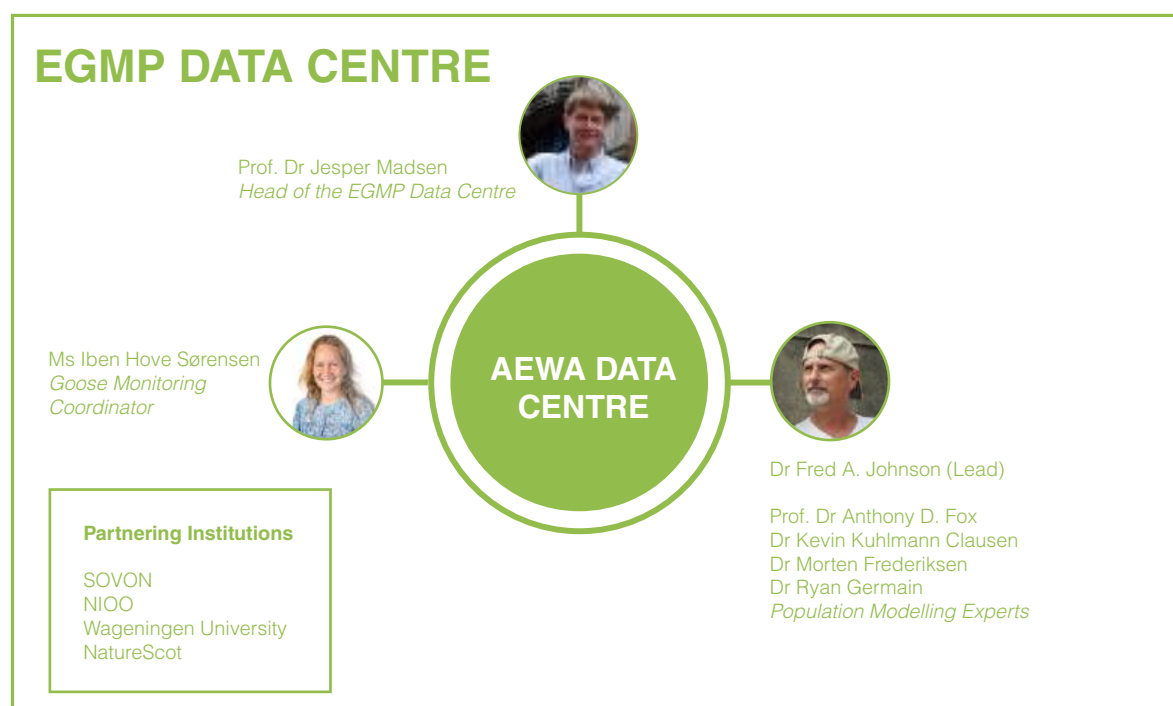 EGMP DATA CENTRE
Prof. Dr Jesper Madsen
Head of the EGMP Data Centre
Ms Iben Hove Sørensen
Goose Monitoring
Coordinator
AEWA DATA
CENTRE
Dr Fred A. Johnson (Lead)
Prof. Dr Anthony D. Fox
Dr Kevin Kuhlmann Clausen
Dr Morten Frederiksen
Dr Ryan Germain
Population Modelling Experts
Partnering Institutions
SOVON
NIOO
Wageningen University
NatureScot